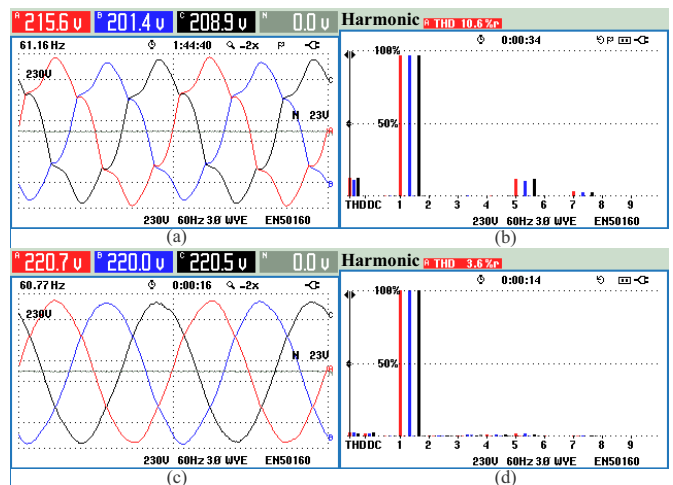 A 215.6 V B 201.4 V C 208.9 V N 0.0 V
61.16 Hz 1:44:40 -2x
230V
C
N 23V
A
B
230V 60Hz 3Ø WYE EN50160
(a)
Harmonic A THD 10.6%r
0:00:34
100%
50%
THDDC 1 2 3 4 5 6 7 8 9
230V 60Hz 3Ø WYE EN50160
(b)
A 220.7 V B 220.0 V C 220.5 V N 0.0 V
60.77 Hz 0:00:16 -2x
230V
C
N 23V
B
230V 60Hz 3Ø WYE EN50160
(c)
Harmonic A THD 3.6%r
0:00:14
100%
50%
THDDC 1 2 3 4 5 6 7 8 9
230V 60Hz 3Ø WYE EN50160
(d)